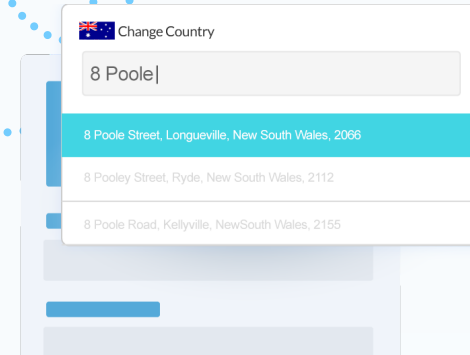 Change Country
8 Poole
8 Poole Street, Longueville, New South Wales, 2066
8 Pooley Street, Ryde, New South Wales, 2112
8 Poole Road, Kellyville, NewSouth Wales, 2155